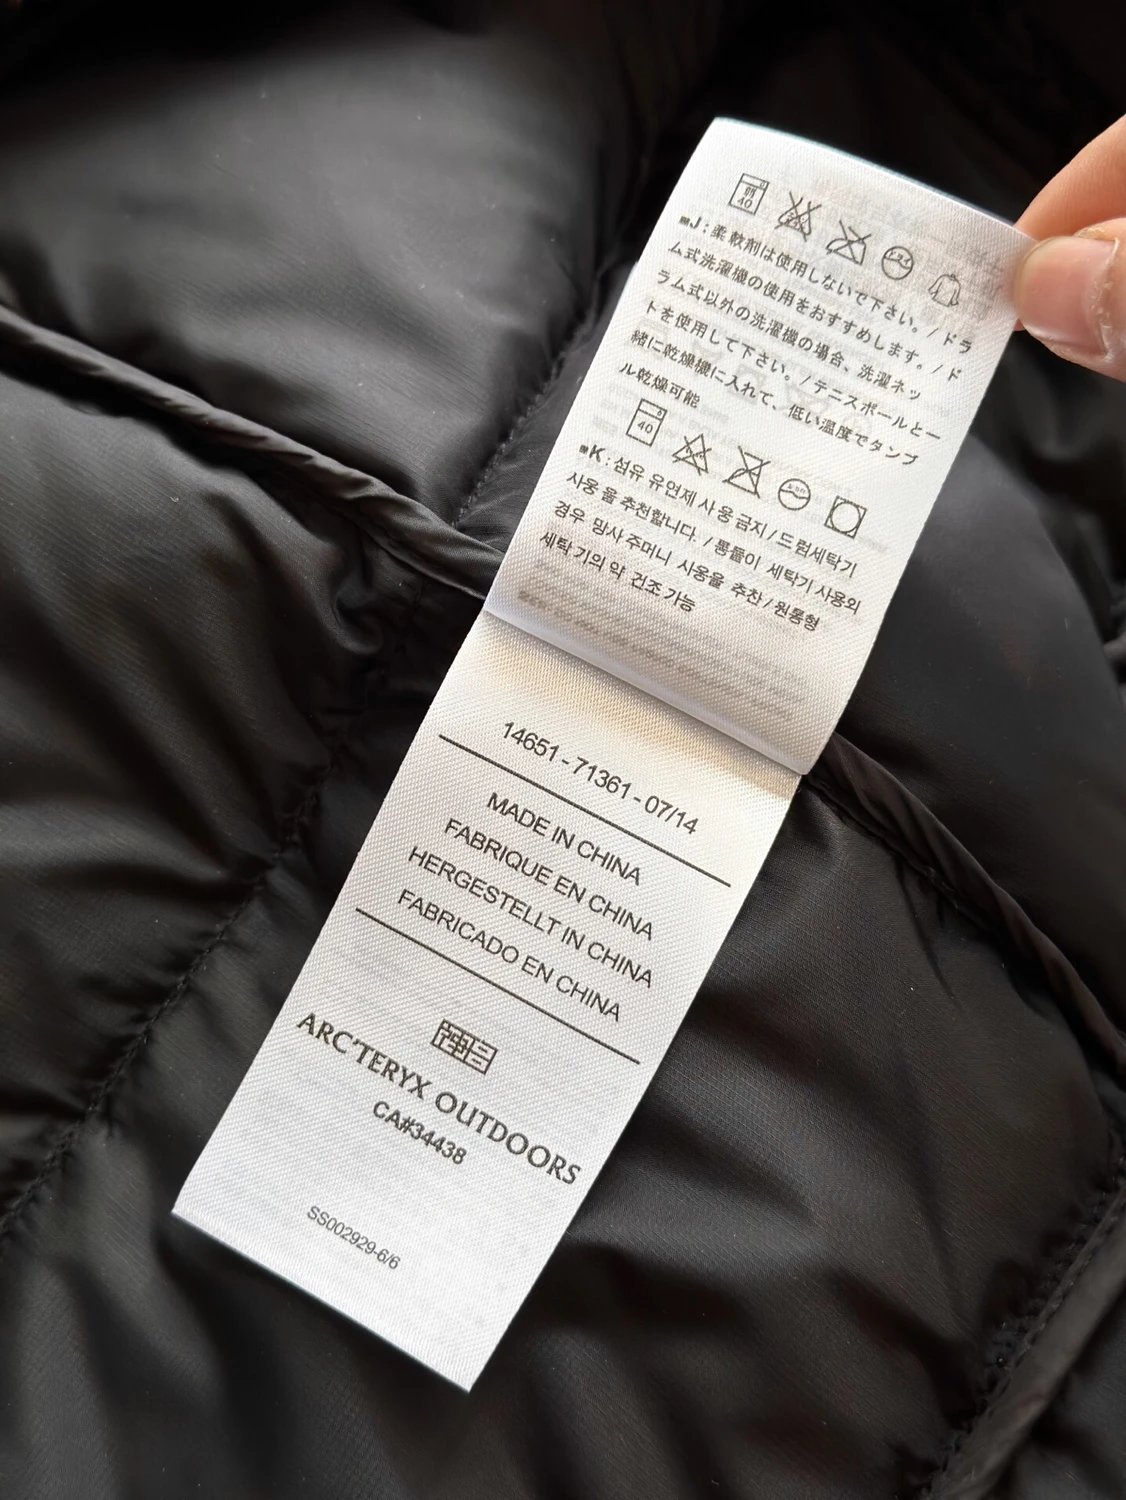 40
■J:柔軟剤は使用しないで下さい。/ドラ
ム式洗濯機の使用をおすすめします。/ド
ラム式以外の洗濯機の場合、洗濯ネッ
トを使用して下さい。/テニスボールと一
緒に乾燥機に入れて、低い温度でタンブ
ル乾燥可能
40
■K:섬유 유연제 사용금지/드럼세탁기
사용을 추천합니다. /통돌이 세탁기사용의
경우 망사주머니 사용을 추찬/원통형
세탁기의 약 건조 가능
14651-71361-07/14
MADE IN CHINA
FABRIQUE EN CHINA
HERGESTELLT IN CHINA
FABRICADO EN CHINA
ARC'TERYX OUTDOORS
CA#34438
SS002929-6/6